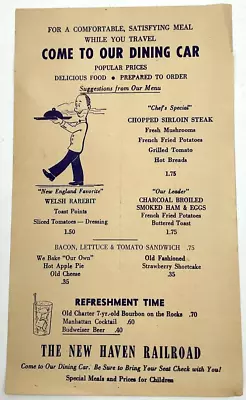 FOR A COMFORTABLE, SATISFYING MEAL
WHILE YOU TRAVEL
COME TO OUR DINING CAR
POPULAR PRICES
DELICIOUS FOOD • PREPARED TO ORDER
Suggestions from Our Menu
"Chef's Special"
CHOPPED SIRLOIN STEAK
Fresh Mushrooms
French Fried Potatoes
Grilled Tomato
Hot Breads
1.75
"New England Favorite"
WELSH RAREBIT
Toast Points
Sliced Tomatoes — Dressing
1.50
"Our Leader"
CHARCOAL BROILED
SMOKED HAM & EGGS
French Fried Potatoes
Buttered Toast
1.75
BACON, LETTUCE & TOMATO SANDWICH .75
We Bake "Our Own"
Hot Apple Pie
Old Cheese
.35
Old Fashioned
Strawberry Shortcake
.35
REFRESHMENT TIME
Old Charter 7-yr.-old Bourbon on the Rocks .70
Manhattan Cocktail .60
Budweiser Beer .40
THE NEW HAVEN RAILROAD
Come to Our Dining Car. Be Sure to Bring Your Seat Check with You!
Special Meals and Prices for Children